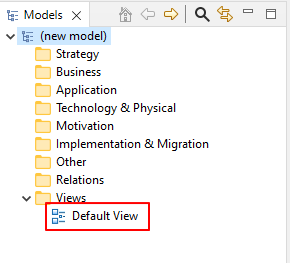 Models
(new model)
Strategy
Business
Application
Technology & Physical
Motivation
Implementation & Migration
Other
Relations
Views
Default View